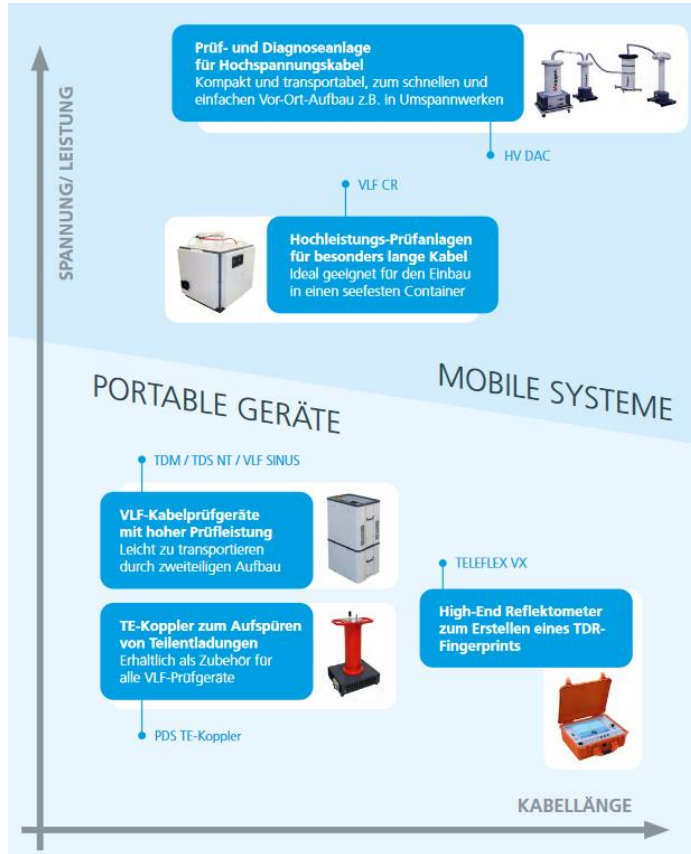 SPANNUNG/ LEISTUNG
Prüf- und Diagnoseanlage
für Hochspannungskabel
Kompakt und transportabel, zum schnellen und
einfachen Vor-Ort-Aufbau z.B. in Umspannwerken
HV DAC
VLF CR
Hochleistungs-Prüfanlagen
für besonders lange Kabel
Ideal geeignet für den Einbau
in einen seefesten Container
PORTABLE GERÄTE
MOBILE SYSTEME
TDM / TDS NT / VLF SINUS
VLF-Kabelprüfgeräte
mit hoher Prüfleistung
Leicht zu transportieren
durch zweiteiligen Aufbau
TELEFLEX VX
High-End Reflektometer
zum Erstellen eines TDR-
Fingerprints
TE-Koppler zum Aufspüren
von Teilentladungen
Erhältlich als Zubehör für
alle VLF-Prüfgeräte
PDS TE-Koppler
KABELLÄNGE